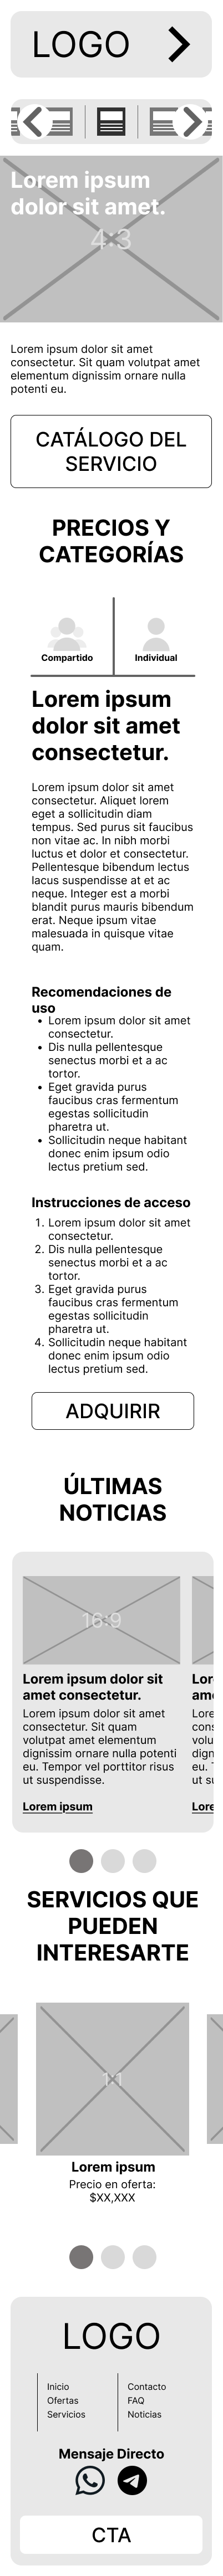 LOGO
Lorem ipsum
dolor sit amet.
4:3
Lorem ipsum dolor sit amet
consectetur. Sit quam volutpat amet
elementum dignissim ornare nulla
potenti eu.
CATÁLOGO DEL
SERVICIO
PRECIOS Y
CATEGORÍAS
Compartido
Individual
Lorem ipsum
dolor sit amet
consectetur.
Lorem ipsum dolor sit amet
consectetur. Aliquet lorem
eget a sollicitudin diam
tempus. Sed purus sit faucibus
non vitae ac. In nibh morbi
luctus et dolor et consectetur.
Pellentesque bibendum lectus
lacus suspendisse at et ac
neque. Integer est a morbi
blandit purus mauris bibendum
erat. Neque ipsum vitae
malesuada in quisque vitae
quam.
Recomendaciones de
uso
• Lorem ipsum dolor sit amet
consectetur.
• Dis nulla pellentesque
senectus morbi et a ac
tortor.
• Eget gravida purus
faucibus cras fermentum
egestas sollicitudin
pharetra ut.
• Sollicitudin neque habitant
donec enim ipsum odio
lectus pretium sed.
Instrucciones de acceso
1. Lorem ipsum dolor sit amet
consectetur.
2. Dis nulla pellentesque
senectus morbi et a ac
tortor.
3. Eget gravida purus
faucibus cras fermentum
egestas sollicitudin
pharetra ut.
4. Sollicitudin neque habitant
donec enim ipsum odio
lectus pretium sed.
ADQUIRIR
ÚLTIMAS
NOTICIAS
16:9
Lorem ipsum dolor sit
amet consectetur.
Lorem ipsum dolor sit amet
consectetur. Sit quam
volutpat amet elementum
dignissim ornare nulla potenti
eu. Tempor vel porttitor risus
ut suspendisse.
Lorem ipsum
SERVICIOS QUE
PUEDEN
INTERESARTE
1:1
Lorem ipsum
Precio en oferta:
$XX,XXX
LOGO
Inicio
Ofertas
Servicios
Contacto
FAQ
Noticias
Mensaje Directo
CTA